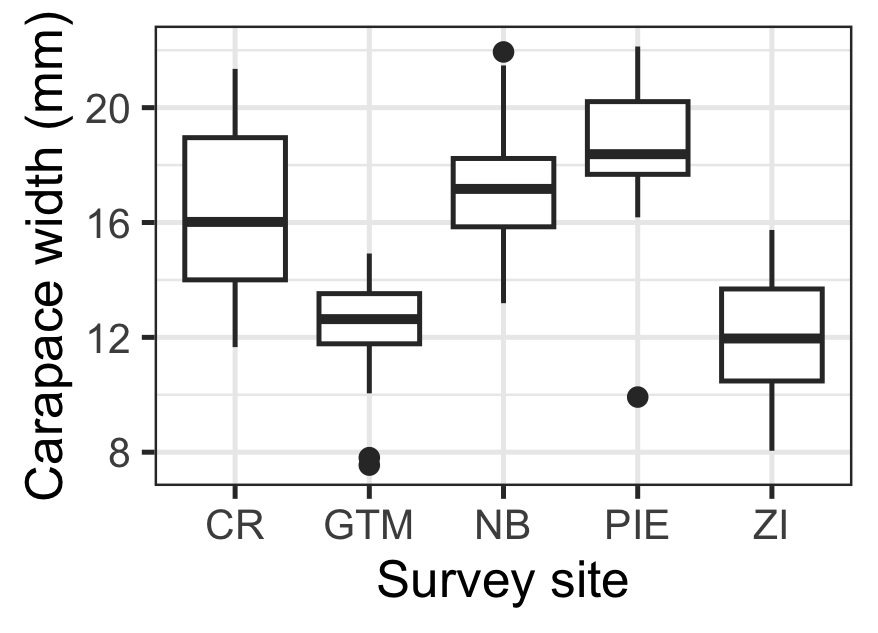 Carapace width (mm)
20
16
12
8
CR GTM NB PIE ZI
Survey site